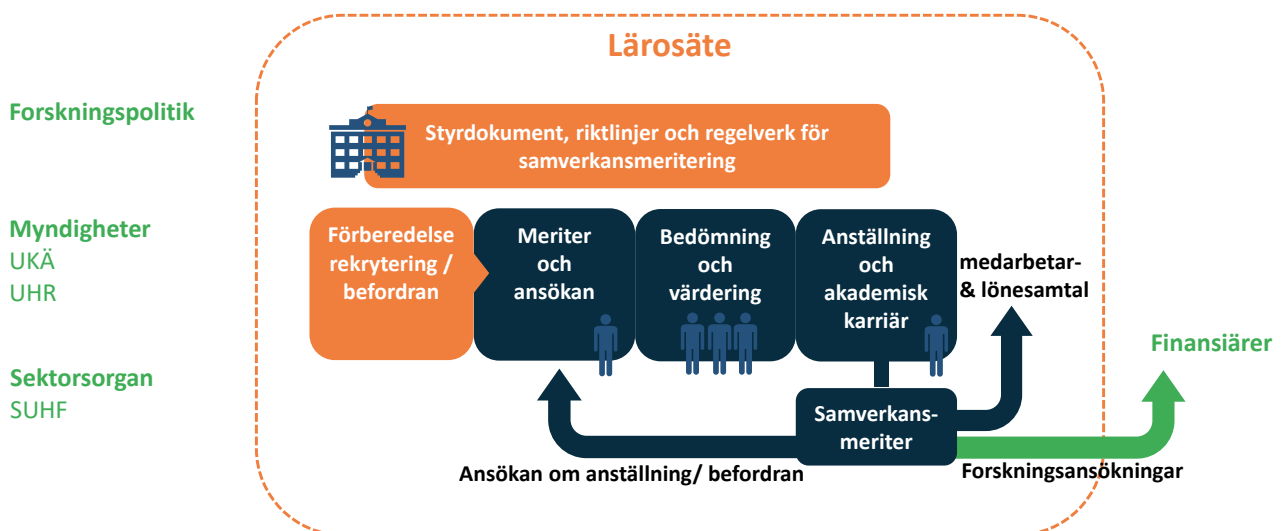 Lärosäte
Forskningspolitik
Styrdokument, riktlinjer och regelverk för
samverkansmeritering
Myndigheter
UKÄ
UHR
Förberedelse
rekrytering /
befordran
Meriter
och
ansökan
Bedömning
och
värdering
Anställning
och
akademisk
karriär
medarbetar-
& lönesamtal
Finansiärer
Sektorsorgan
SUHF
Samverkans-
meriter
Ansökan om anställning/ befordran
Forskningsansökningar